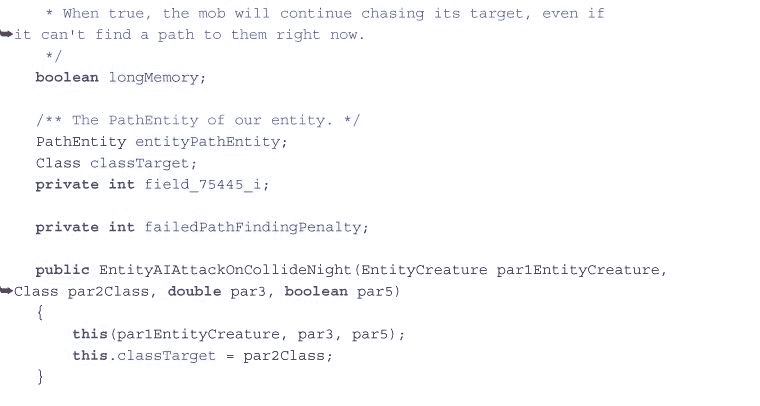 * When true, the mob will continue chasing its target, even if
➥it can't find a path to them right now.
*/
boolean longMemory;
/** The PathEntity of our entity. */
PathEntity entityPathEntity;
Class classTarget;
private int field_75445_i;
private int failedPathFindingPenalty;
public EntityAIAttackOnCollideNight(EntityCreature par1EntityCreature,
➥Class par2Class, double par3, boolean par5)
{
this(par1EntityCreature, par3, par5);
this.classTarget = par2Class;
}